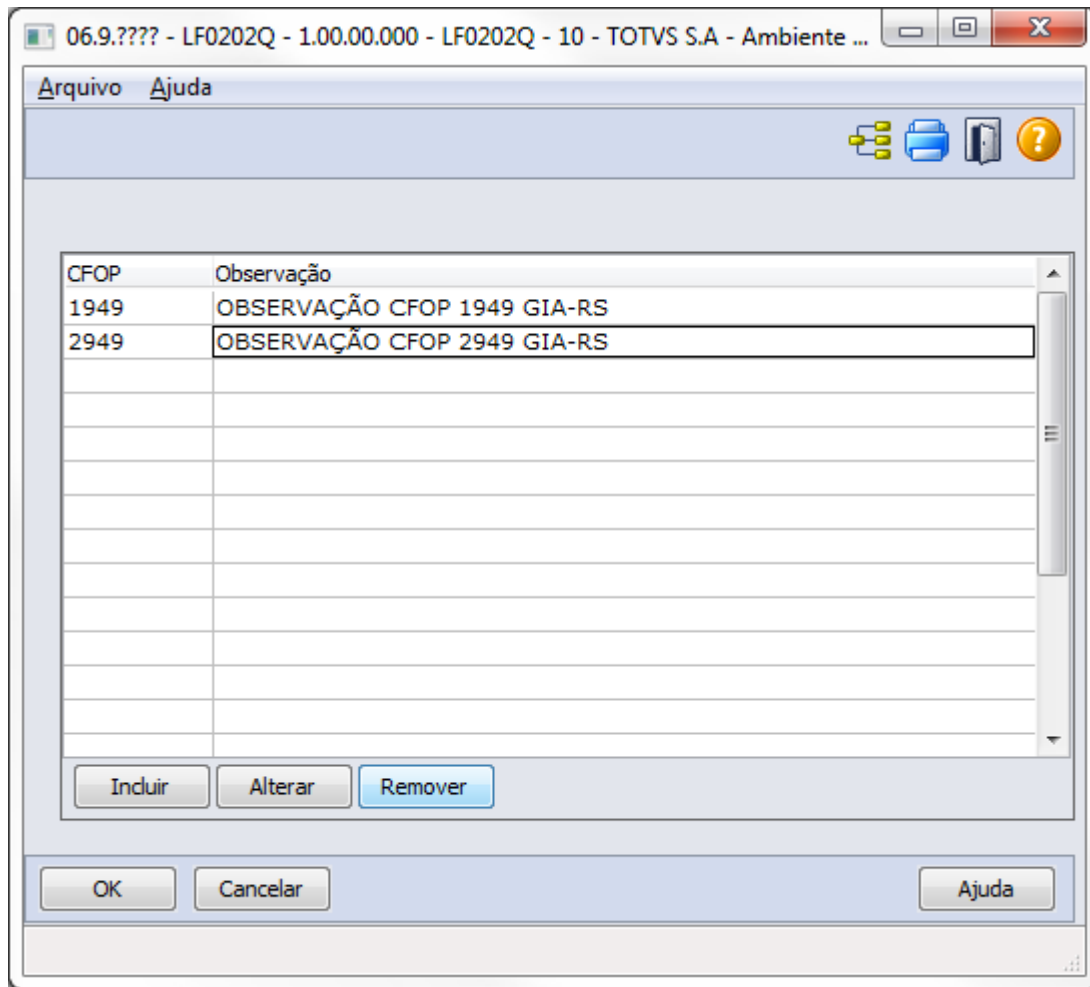 06.9.???? - LF0202Q - 1.00.00.000 - LF0202Q - 10 - TOTVS S.A - Ambiente ...
Arquivo Ajuda
CFOP Observação
1949 OBSERVAÇÃO CFOP 1949 GIA-RS
2949 OBSERVAÇÃO CFOP 2949 GIA-RS
Incluir Alterar Remover
OK Cancelar Ajuda